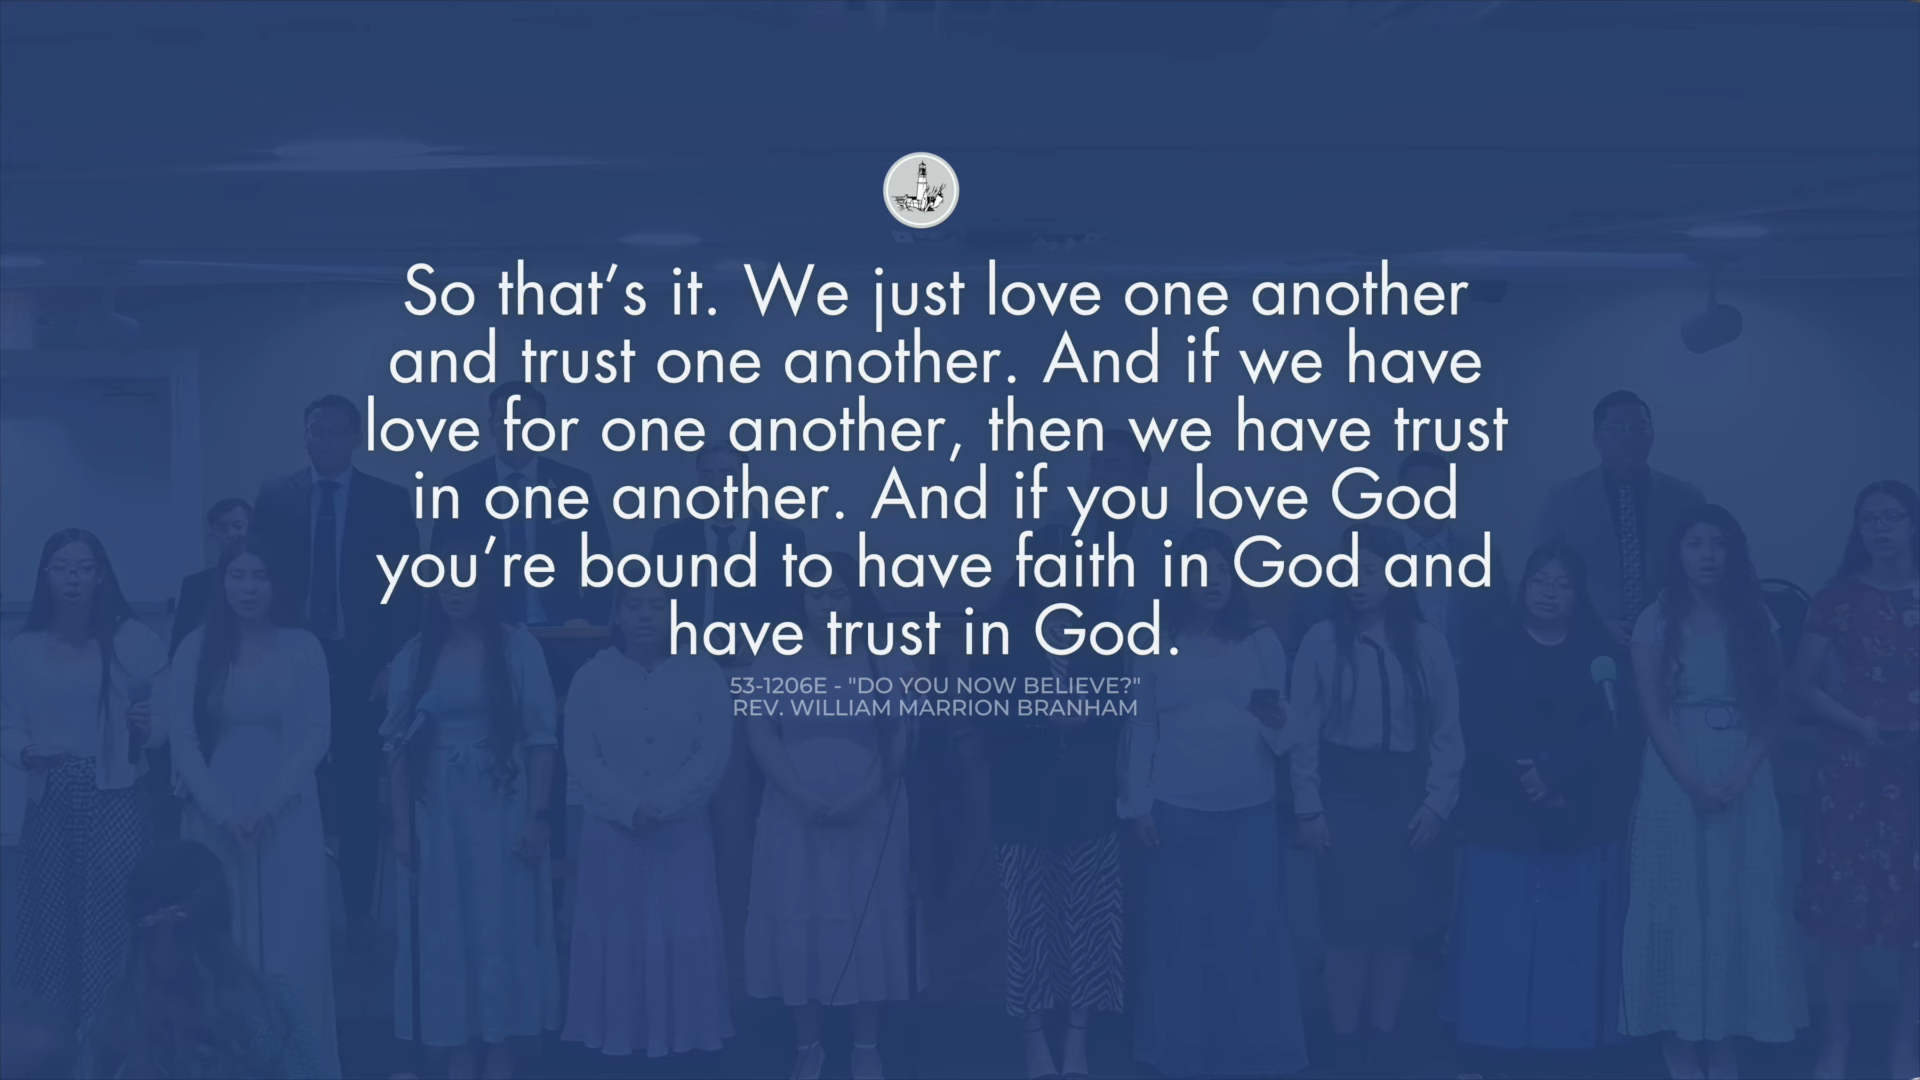 So that’s it. We just love one another
and trust one another. And if we have
love for one another, then we have trust
in one another. And if you love God
you’re bound to have faith in God and
have trust in God.
53-1206E - "DO YOU NOW BELIEVE?"
REV. WILLIAM MARRION BRANHAM